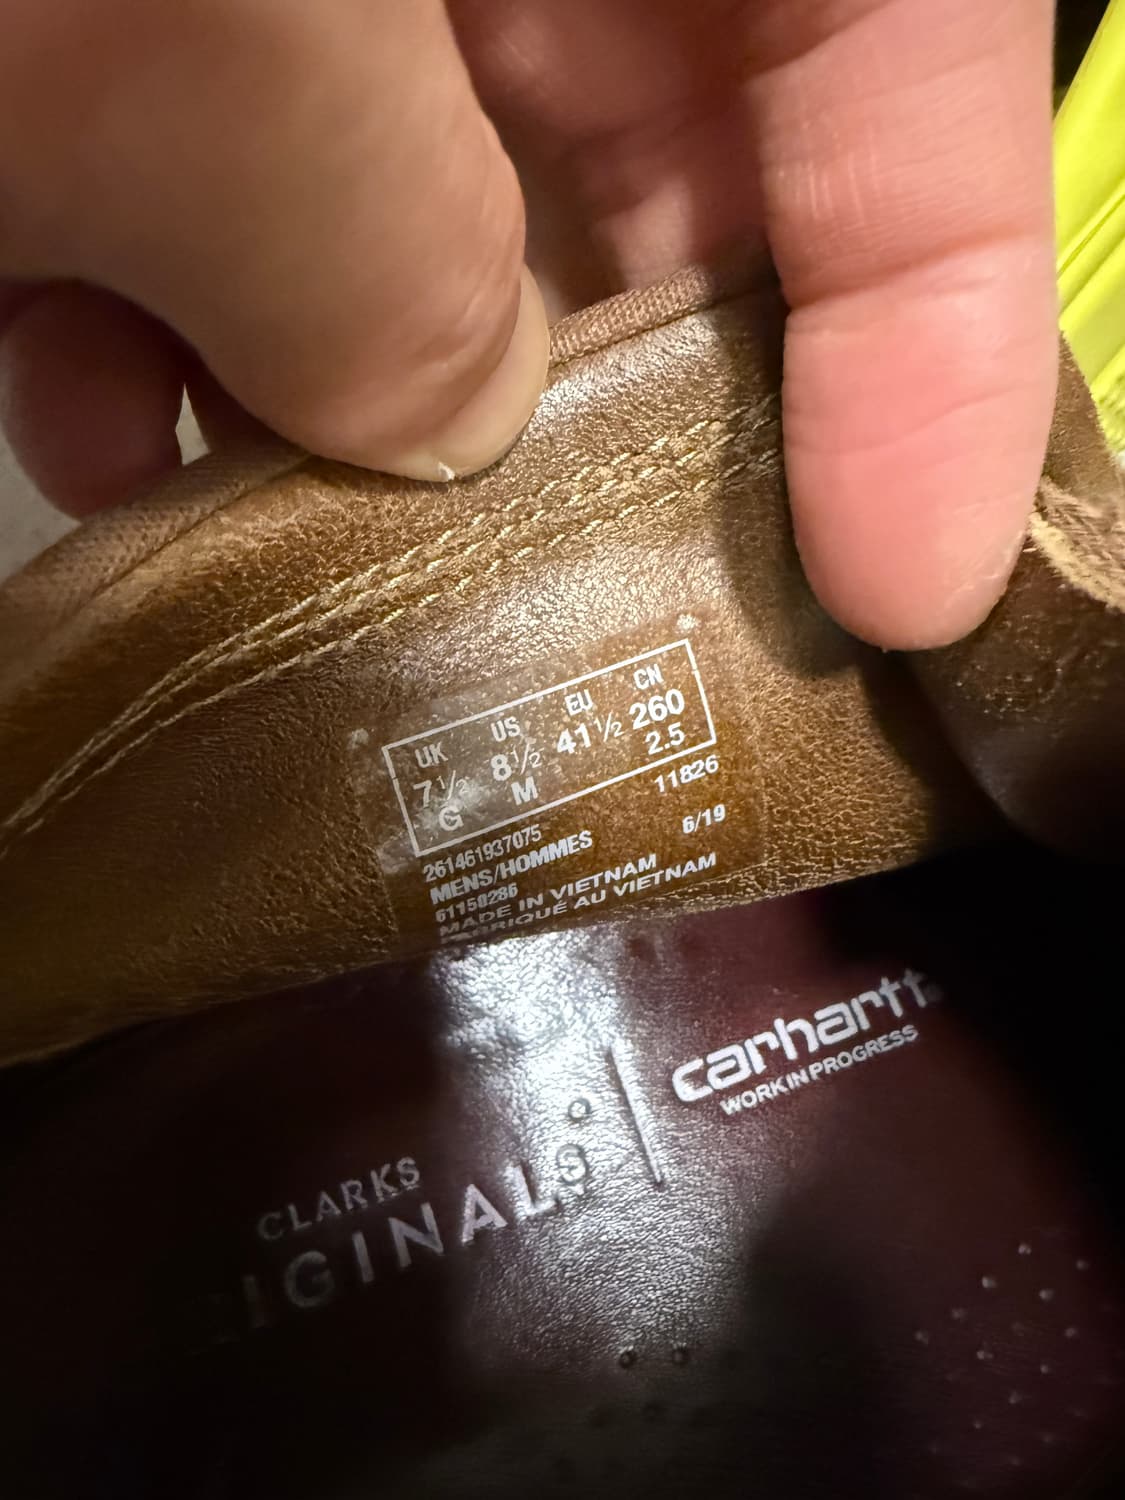 UK US EU CN
7½ 8½ 41½ 260
G M 2.5
261461937075 11826
MENS/HOMMES 6/19
61150286
MADE IN VIETNAM
FABRIQUÉ AU VIETNAM
CLARKS
ORIGINALS
carhartt
WORK IN PROGRESS